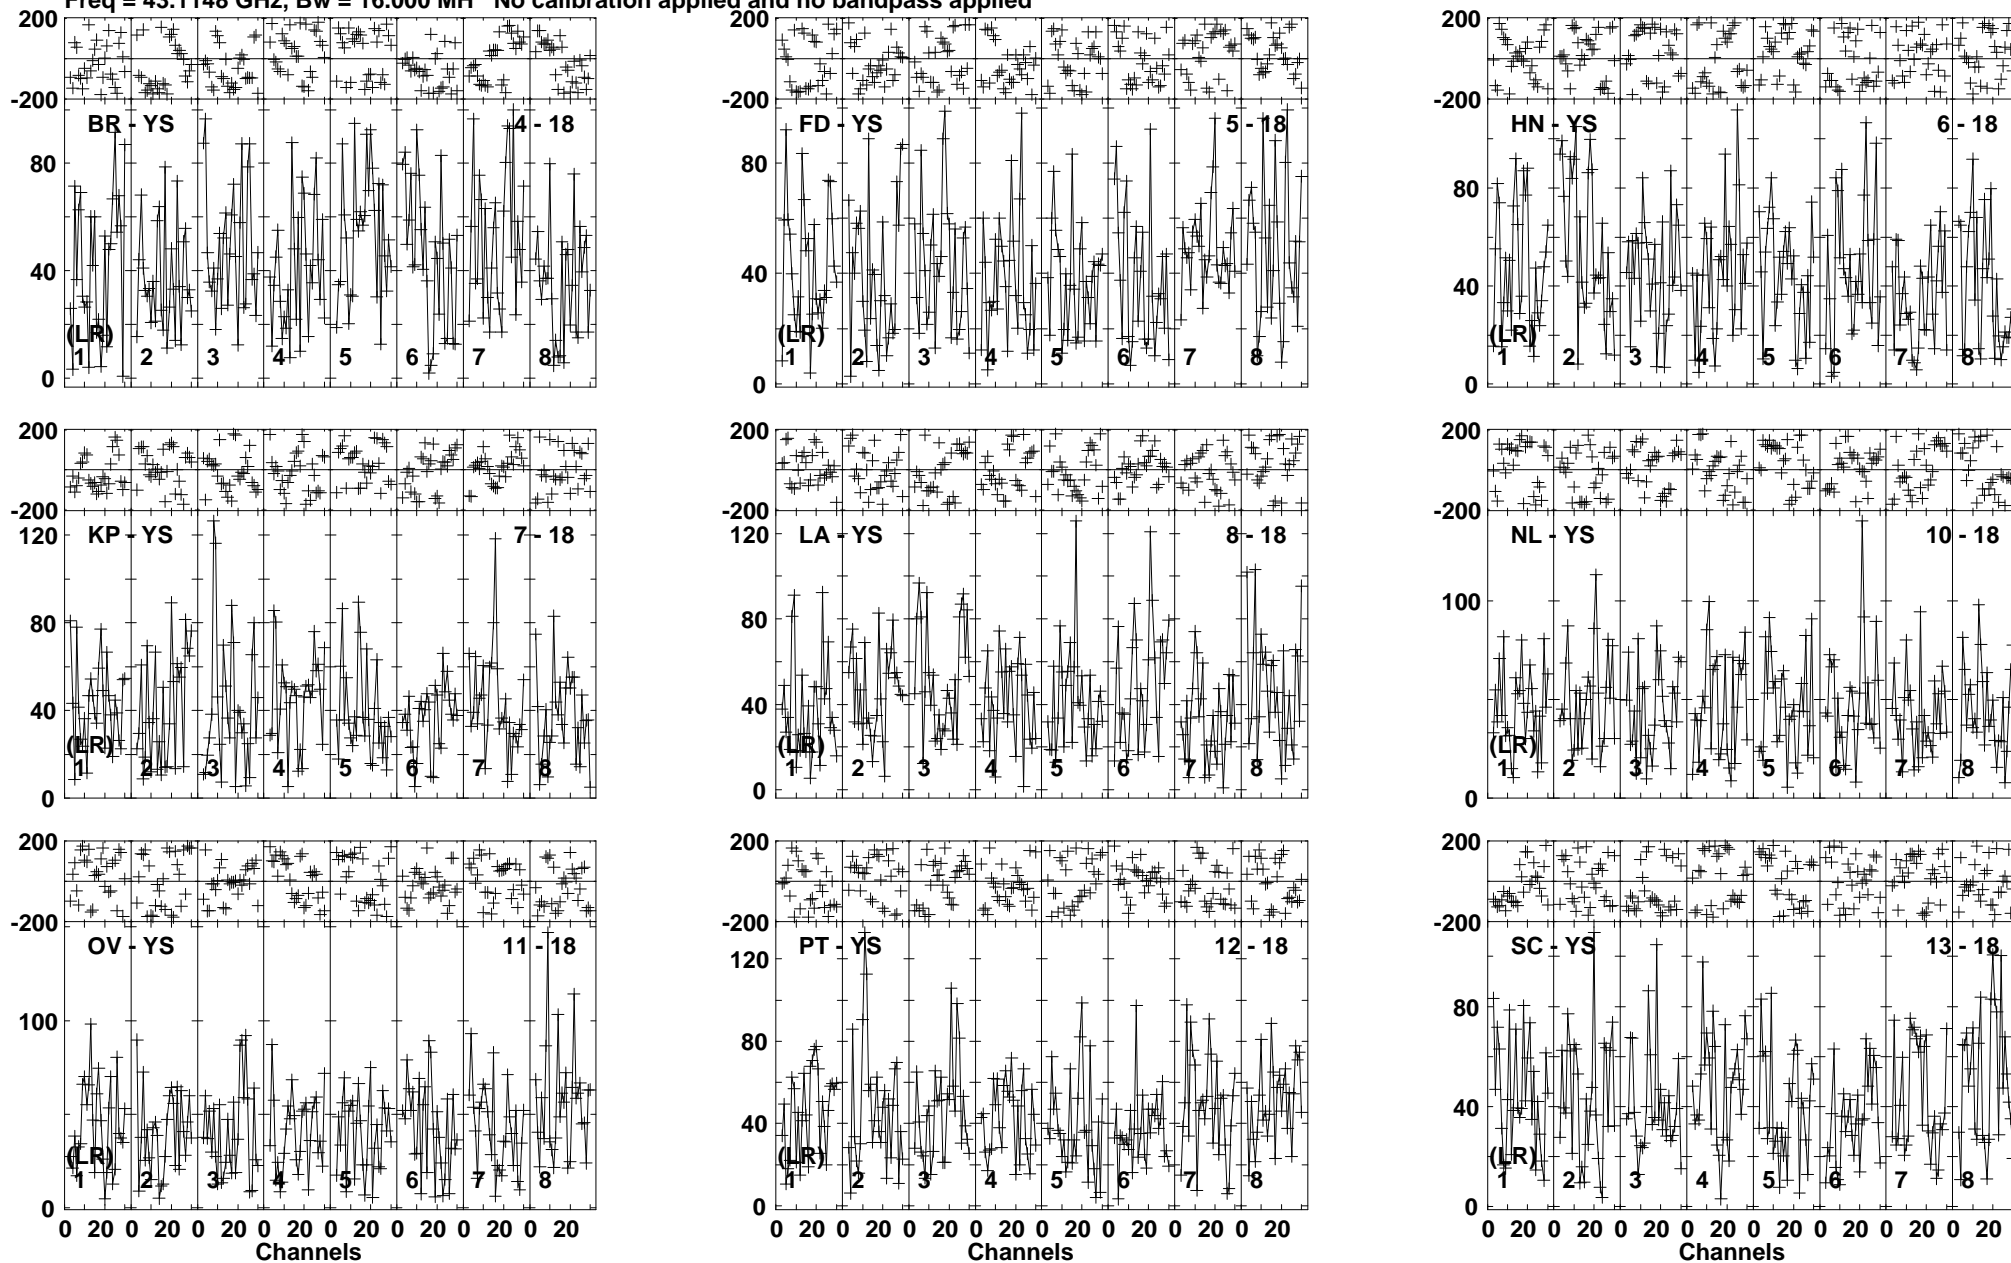 Freq = 43.1148 GHz, Bw = 16.000 MH No calibration applied and no bandpass applied
200 200 200
-200 -200 -200
BR - YS 4 - 18 FD - YS 5 - 18 HN - YS 6 - 18
80 80 80
40 40 40
(LR) (LR) (LR)
1 2 3 4 5 6 7 8 1 2 3 4 5 6 7 8 1 2 3 4 5 6 7 8
0 0 0
200 200 200
-200 -200 -200
KP - YS 7 - 18 LA - YS 8 - 18 NL - YS 10 - 18
120 120
100
80 80
40 40
(LR) (LR) (LR)
1 2 3 4 5 6 7 8 1 2 3 4 5 6 7 8 1 2 3 4 5 6 7 8
0 0 0
200 200 200
-200 -200 -200
OV - YS 11 - 18 PT - YS 12 - 18 SC - YS 13 - 18
100 120 80
80
40 40
(LR) (LR) (LR)
1 2 3 4 5 6 7 8 1 2 3 4 5 6 7 8 1 2 3 4 5 6 7 8
0 0 0
0 20 0 20 0 20 0 20 0 20 0 20 0 20 0 20 0 20 0 20 0 20 0 20 0 20 0 20 0 20 0 20 0 20 0 20 0 20 0 20 0 20 0 20 0 20 0 20
Channels Channels Channels